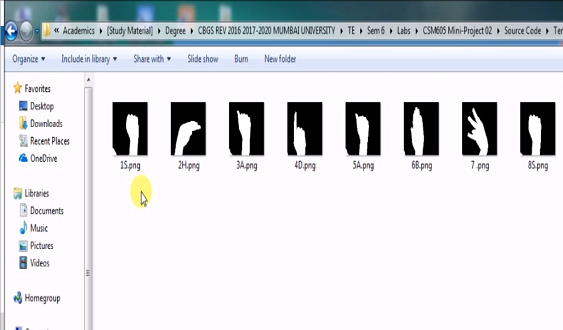 « Academics ▸ [Study Material] ▸ Degree ▸ CBGS REV 2016 2017-2020 MUMBAI UNIVERSITY ▸ TE ▸ Sem 6 ▸ Labs ▸ CSM605 Mini-Project 02 ▸ Source Code ▸
Organize Include in library Share with Slide show Burn New folder
Favorites
Desktop
Downloads
Recent Places
OneDrive
Libraries
Documents
Music
Pictures
Videos
Homegroup
1S.png 2H.png 3A.png 4D.png 5A.png 6B.png 7 .png 8S.png